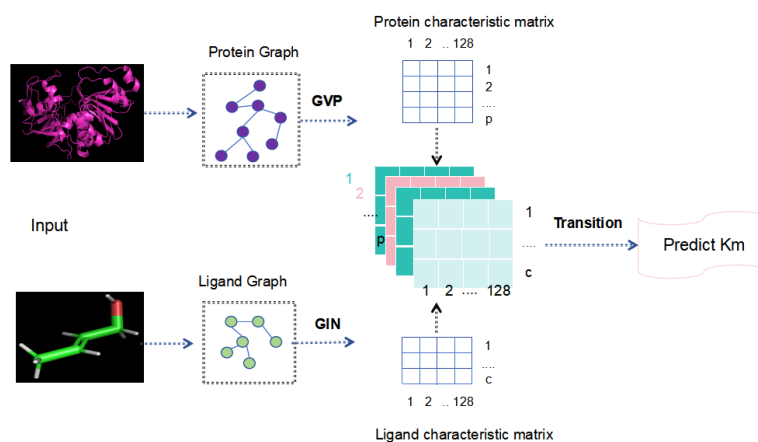 Protein characteristic matrix
1 2 .. 128
Protein Graph
GVP
1
2
....
p
1
2
....
p
1
....
c
1 2 .... 128
Input
Transition
Predict Km
Ligand Graph
GIN
1
....
c
1 2 .. 128
Ligand characteristic matrix